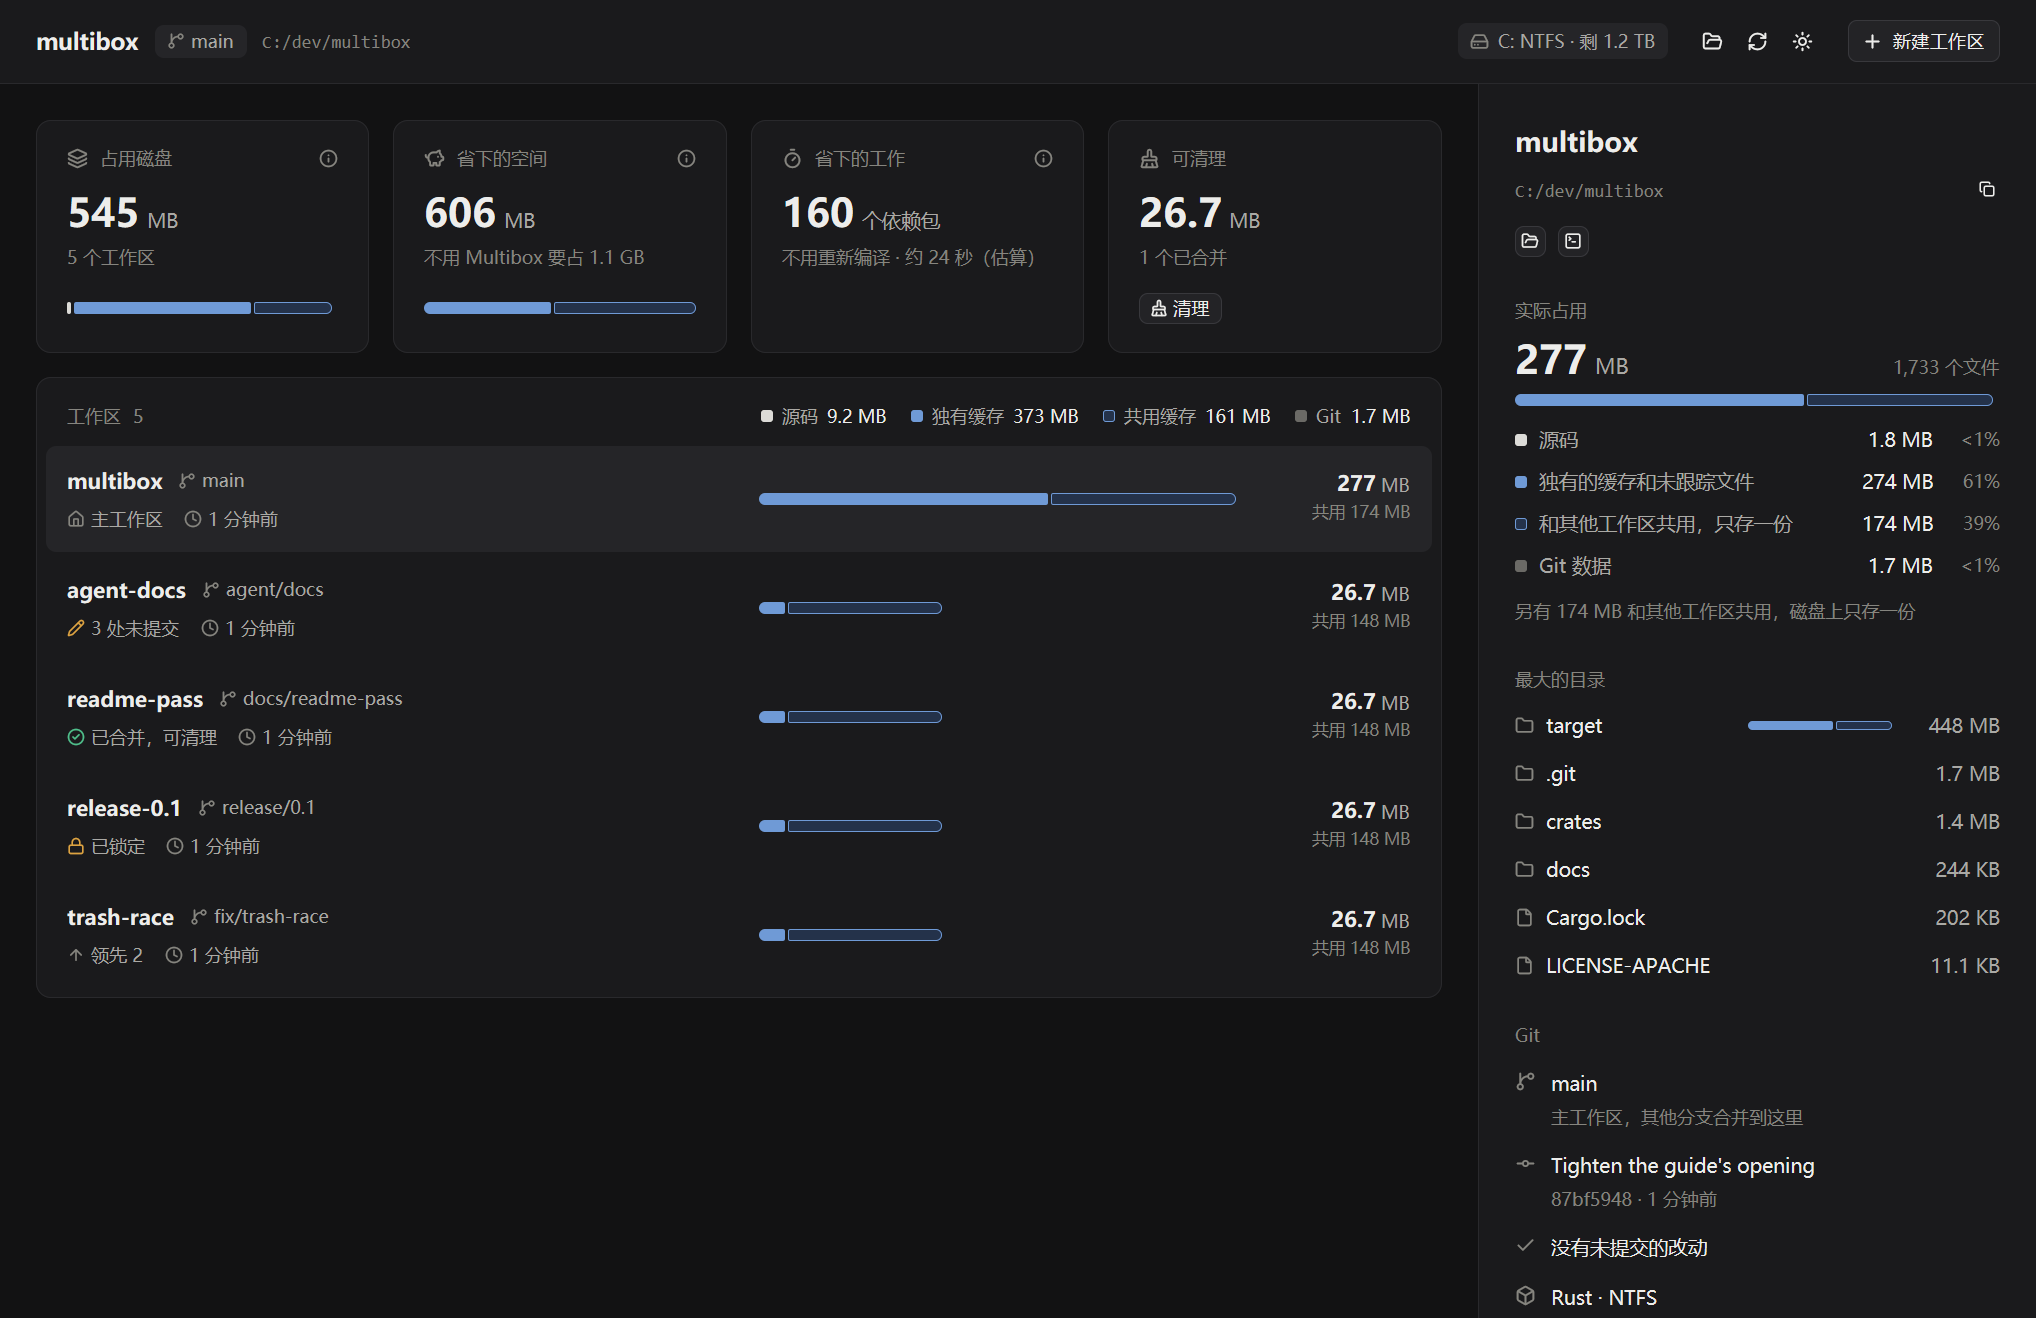 multibox main C:/dev/multibox C: NTFS · 剩 1.2 TB 新建工作区
占用磁盘
545 MB
5 个工作区
省下的空间
606 MB
不用 Multibox 要占 1.1 GB
省下的工作
160 个依赖包
不用重新编译 · 约 24 秒（估算）
可清理
26.7 MB
1 个已合并
清理
工作区 5 源码 9.2 MB 独有缓存 373 MB 共用缓存 161 MB Git 1.7 MB
multibox main 277 MB
主工作区 1 分钟前 共用 174 MB
agent-docs agent/docs 26.7 MB
3 处未提交 1 分钟前 共用 148 MB
readme-pass docs/readme-pass 26.7 MB
已合并，可清理 1 分钟前 共用 148 MB
release-0.1 release/0.1 26.7 MB
已锁定 1 分钟前 共用 148 MB
trash-race fix/trash-race 26.7 MB
领先 2 1 分钟前 共用 148 MB
multibox
C:/dev/multibox
实际占用
277 MB 1,733 个文件
源码 1.8 MB <1%
独有的缓存和未跟踪文件 274 MB 61%
和其他工作区共用，只存一份 174 MB 39%
Git 数据 1.7 MB <1%
另有 174 MB 和其他工作区共用，磁盘上只存一份
最大的目录
target 448 MB
.git 1.7 MB
crates 1.4 MB
docs 244 KB
Cargo.lock 202 KB
LICENSE-APACHE 11.1 KB
Git
main
主工作区，其他分支合并到这里
Tighten the guide's opening
87bf5948 · 1 分钟前
没有未提交的改动
Rust · NTFS